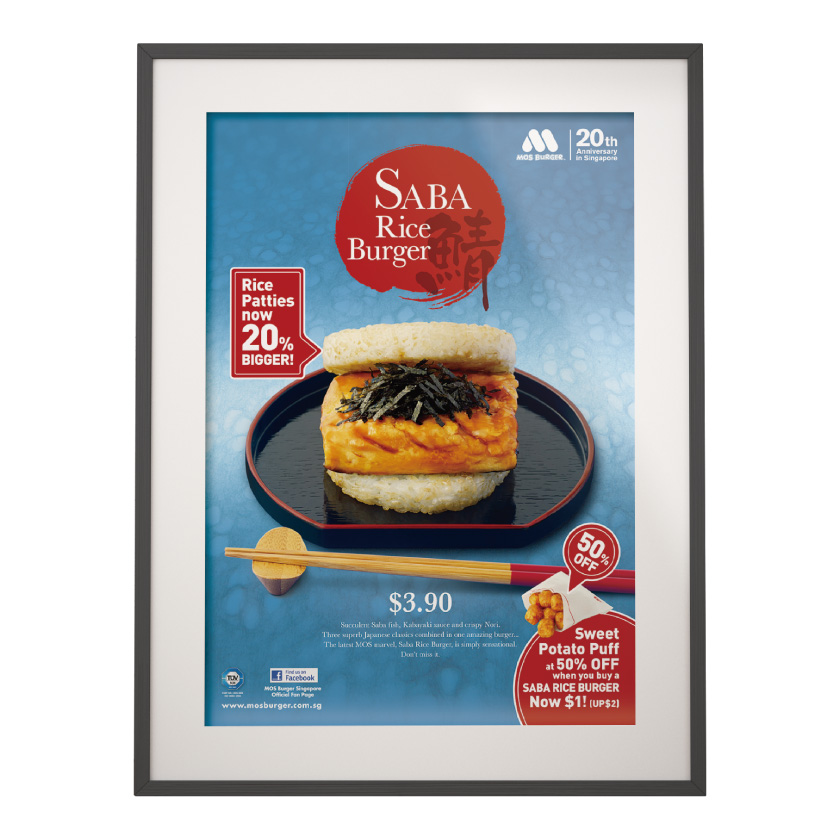 MOS BURGER
20th
Anniversary
in Singapore
SABA
Rice
Burger
鯖
Rice
Patties
now
20%
BIGGER!
$3.90
Succulent Saba fish, Kabayaki sauce and crispy Nori.
Three superb Japanese classics combined in one amazing burger...
The latest MOS marvel, Saba Rice Burger, is simply sensational.
Don't miss it.
50%
OFF
Sweet
Potato Puff
at 50% OFF
when you buy a
SABA RICE BURGER
Now $1! (UP$2)
TÜV
Find us on
Facebook
MOS Burger Singapore
Official Fan Page
www.mosburger.com.sg